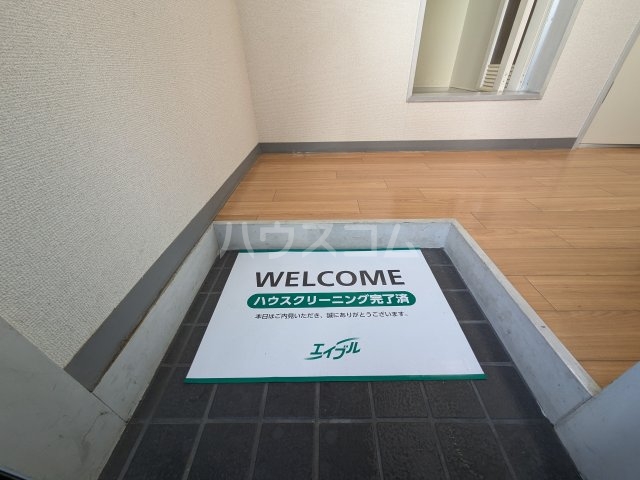 ハウスコム
WELCOME
ハウスクリーニング完了済
本日はご内見いただき、誠にありがとうございます。
エイブル